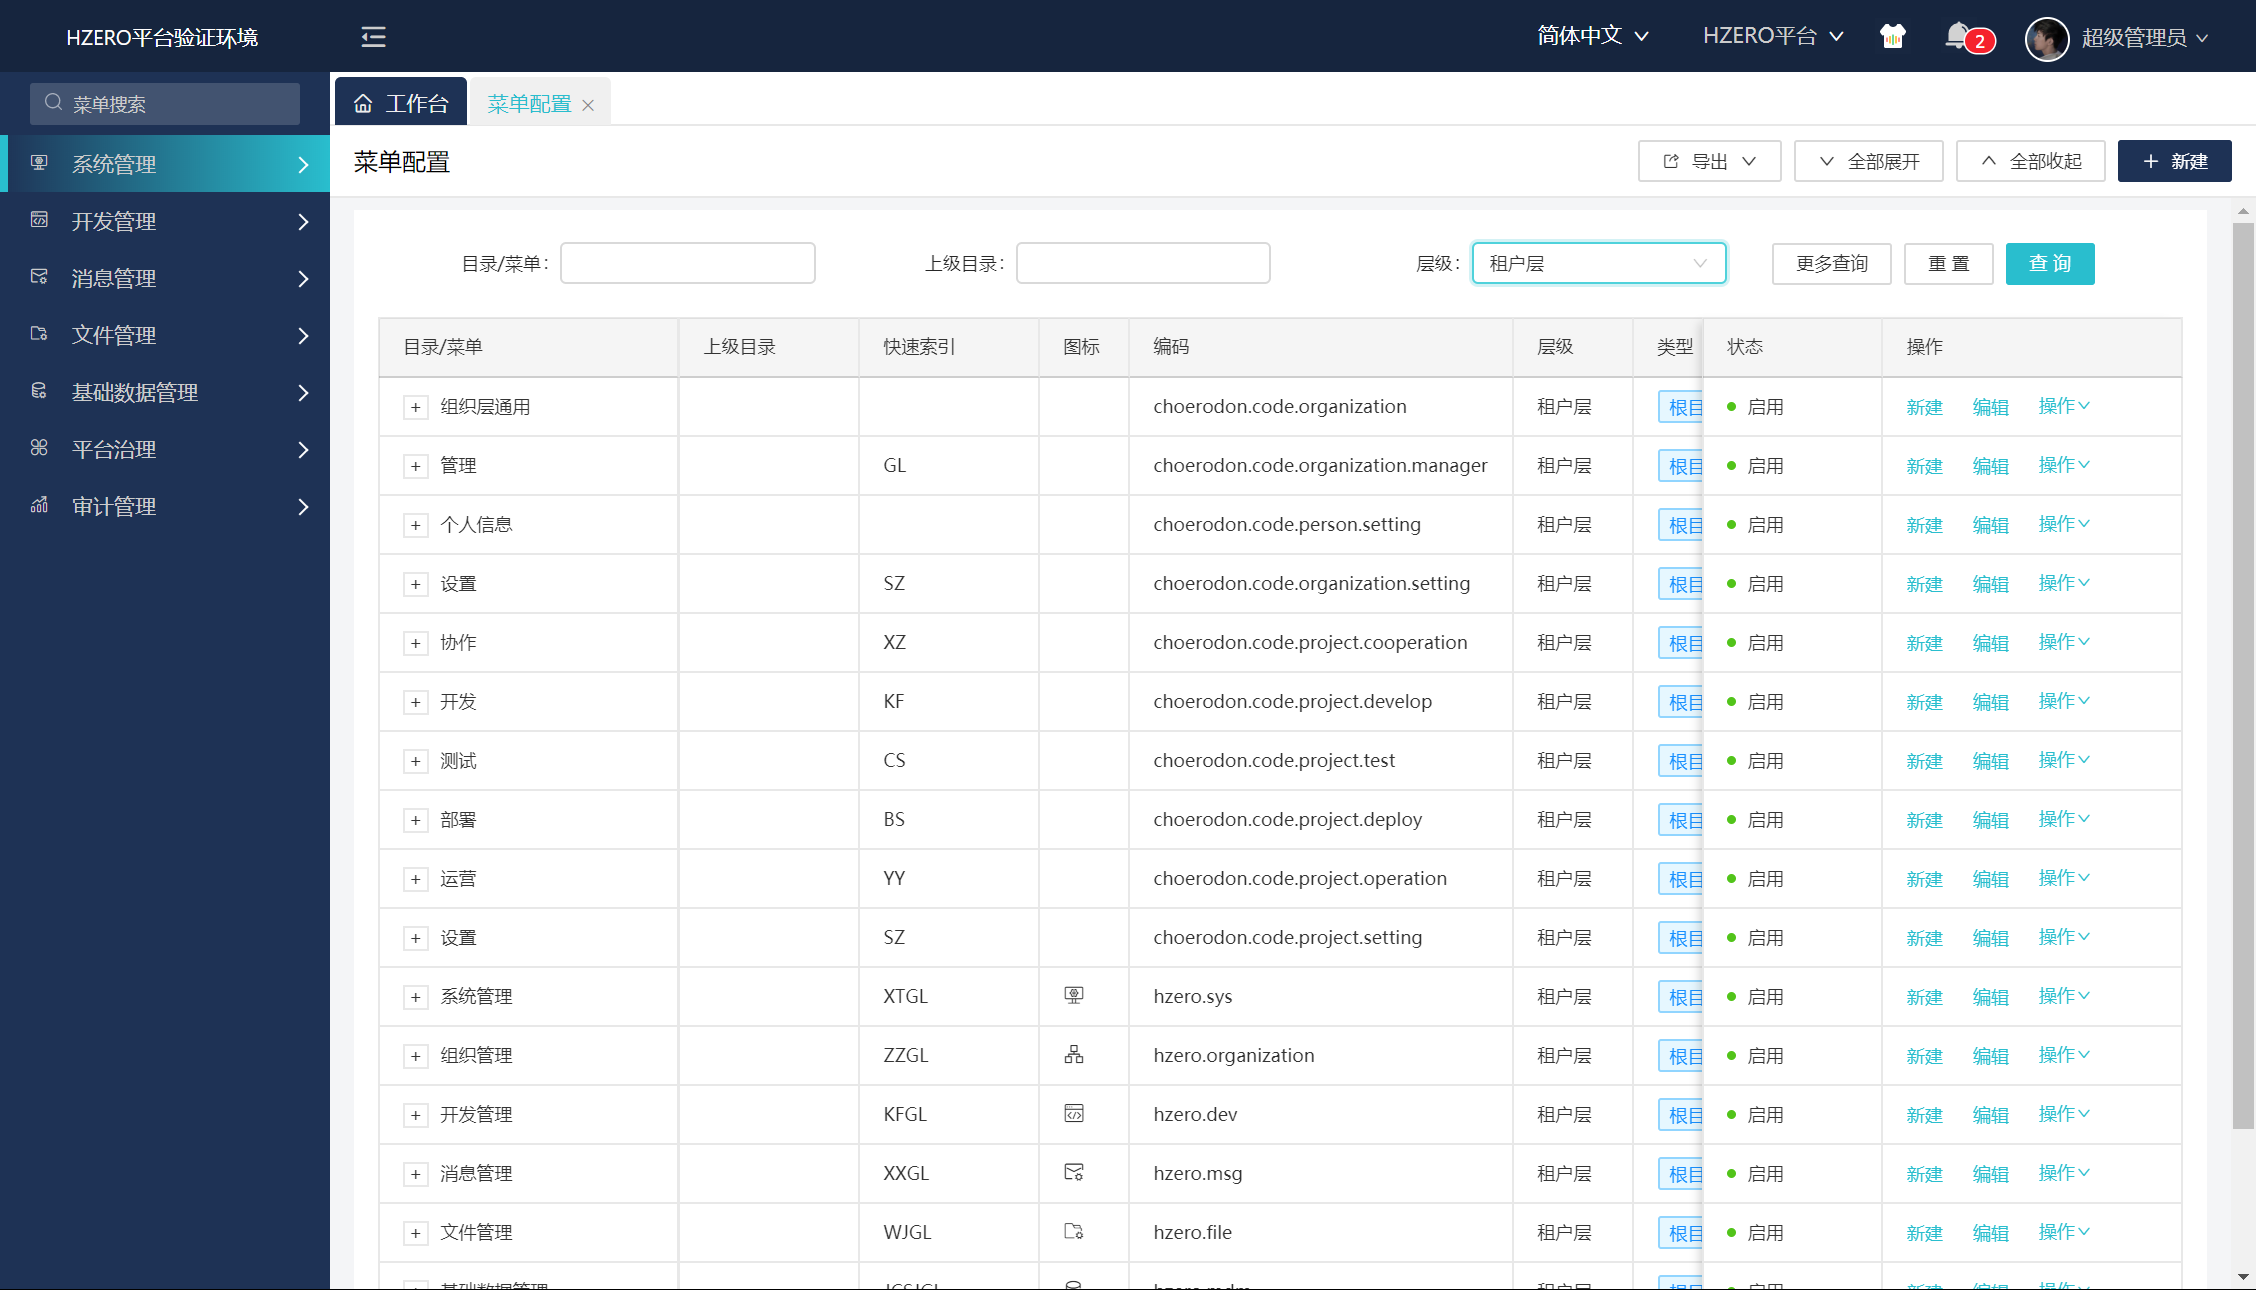 HZERO平台验证环境
简体中文
HZERO平台
2
超级管理员
菜单搜索
系统管理
开发管理
消息管理
文件管理
基础数据管理
平台治理
审计管理
工作台
菜单配置
菜单配置
导出
全部展开
全部收起
新建
目录/菜单:
上级目录:
层级:
租户层
更多查询
重 置
查 询
目录/菜单 上级目录 快速索引 图标 编码 层级 类型 状态 操作
组织层通用 choerodon.code.organization 租户层 根目 启用 新建 编辑 操作
管理 GL choerodon.code.organization.manager 租户层 根目 启用 新建 编辑 操作
个人信息 choerodon.code.person.setting 租户层 根目 启用 新建 编辑 操作
设置 SZ choerodon.code.organization.setting 租户层 根目 启用 新建 编辑 操作
协作 XZ choerodon.code.project.cooperation 租户层 根目 启用 新建 编辑 操作
开发 KF choerodon.code.project.develop 租户层 根目 启用 新建 编辑 操作
测试 CS choerodon.code.project.test 租户层 根目 启用 新建 编辑 操作
部署 BS choerodon.code.project.deploy 租户层 根目 启用 新建 编辑 操作
运营 YY choerodon.code.project.operation 租户层 根目 启用 新建 编辑 操作
设置 SZ choerodon.code.project.setting 租户层 根目 启用 新建 编辑 操作
系统管理 XTGL hzero.sys 租户层 根目 启用 新建 编辑 操作
组织管理 ZZGL hzero.organization 租户层 根目 启用 新建 编辑 操作
开发管理 KFGL hzero.dev 租户层 根目 启用 新建 编辑 操作
消息管理 XXGL hzero.msg 租户层 根目 启用 新建 编辑 操作
文件管理 WJGL hzero.file 租户层 根目 启用 新建 编辑 操作